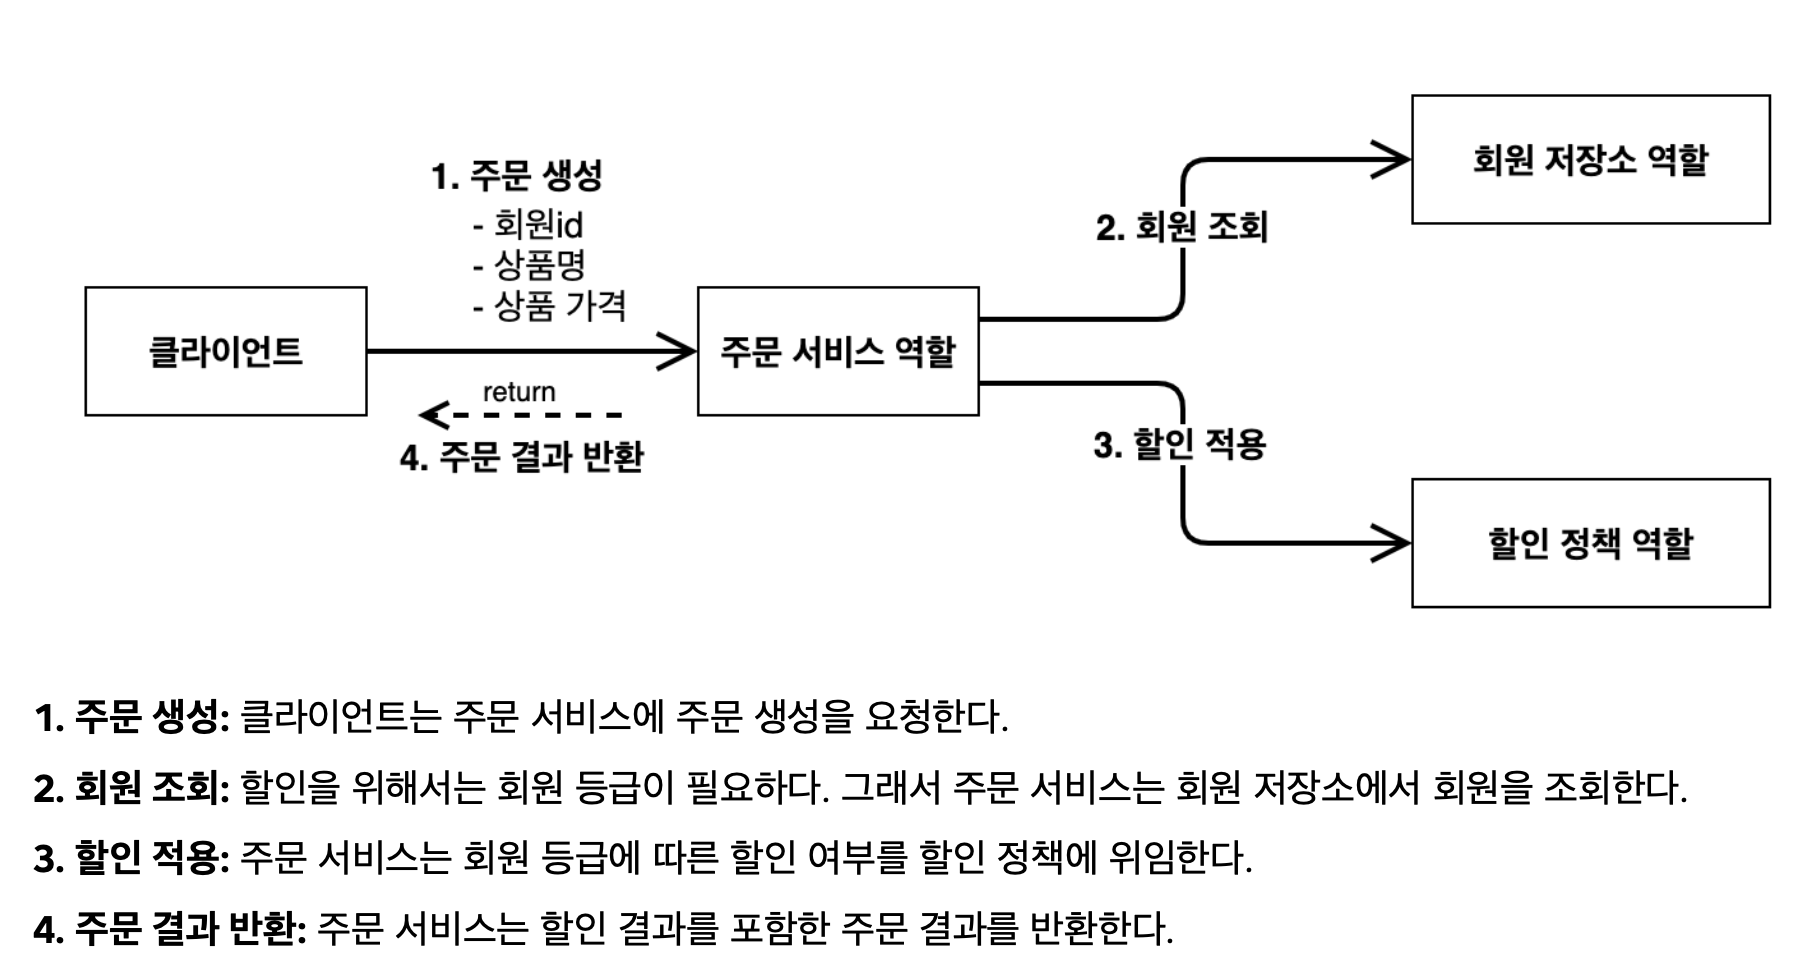 1. 주문 생성
- 회원id
- 상품명
- 상품 가격
클라이언트
주문 서비스 역할
return
4. 주문 결과 반환
2. 회원 조회
회원 저장소 역할
3. 할인 적용
할인 정책 역할
1. 주문 생성: 클라이언트는 주문 서비스에 주문 생성을 요청한다.
2. 회원 조회: 할인을 위해서는 회원 등급이 필요하다. 그래서 주문 서비스는 회원 저장소에서 회원을 조회한다.
3. 할인 적용: 주문 서비스는 회원 등급에 따른 할인 여부를 할인 정책에 위임한다.
4. 주문 결과 반환: 주문 서비스는 할인 결과를 포함한 주문 결과를 반환한다.